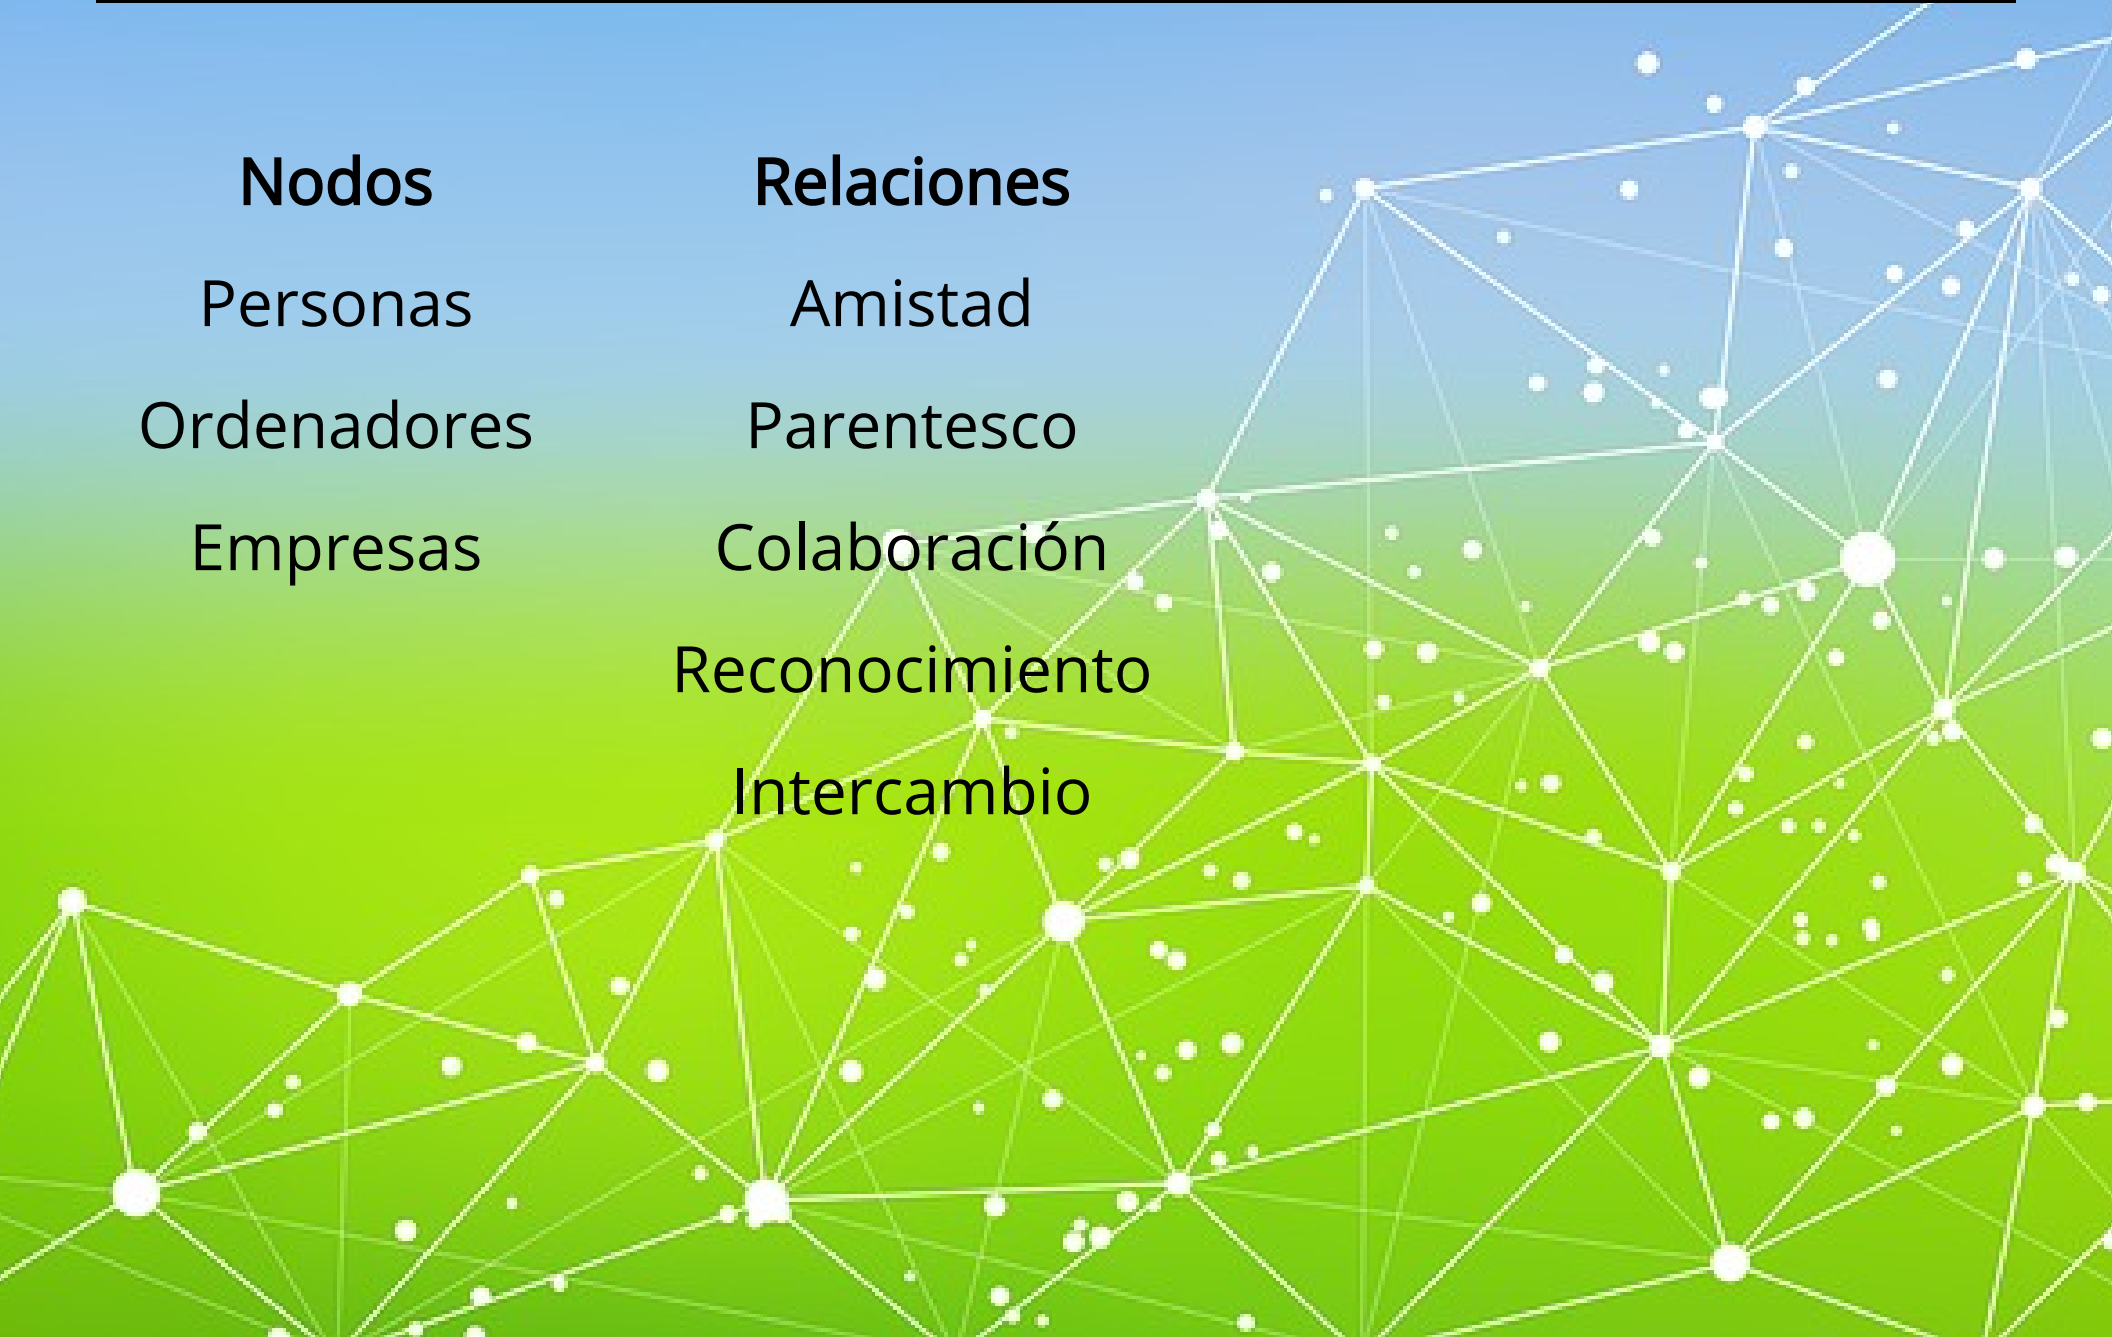 Nodos
Relaciones
Personas
Amistad
Ordenadores
Parentesco
Empresas
Colaboración
Reconocimiento
Intercambio